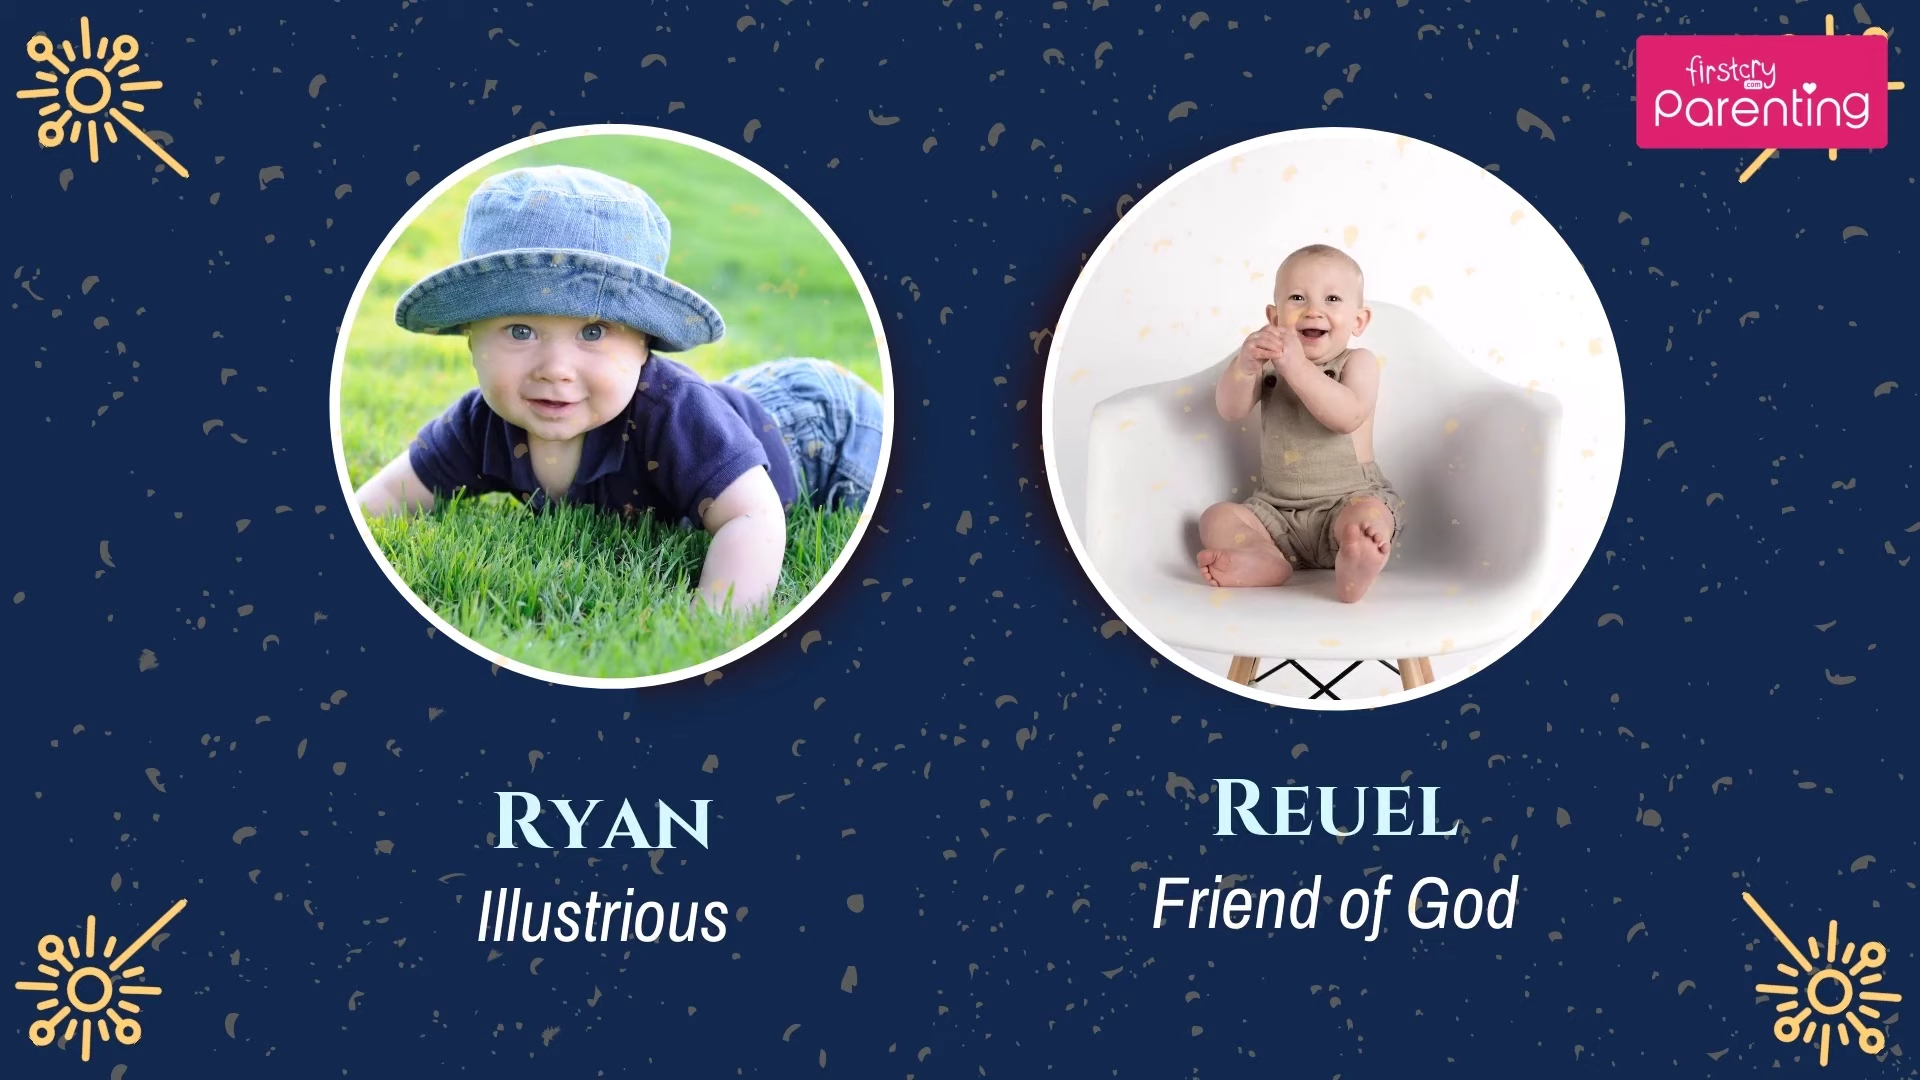 firstcry
.com
Parenting
Ryan
Illustrious
Reuel
Friend of God